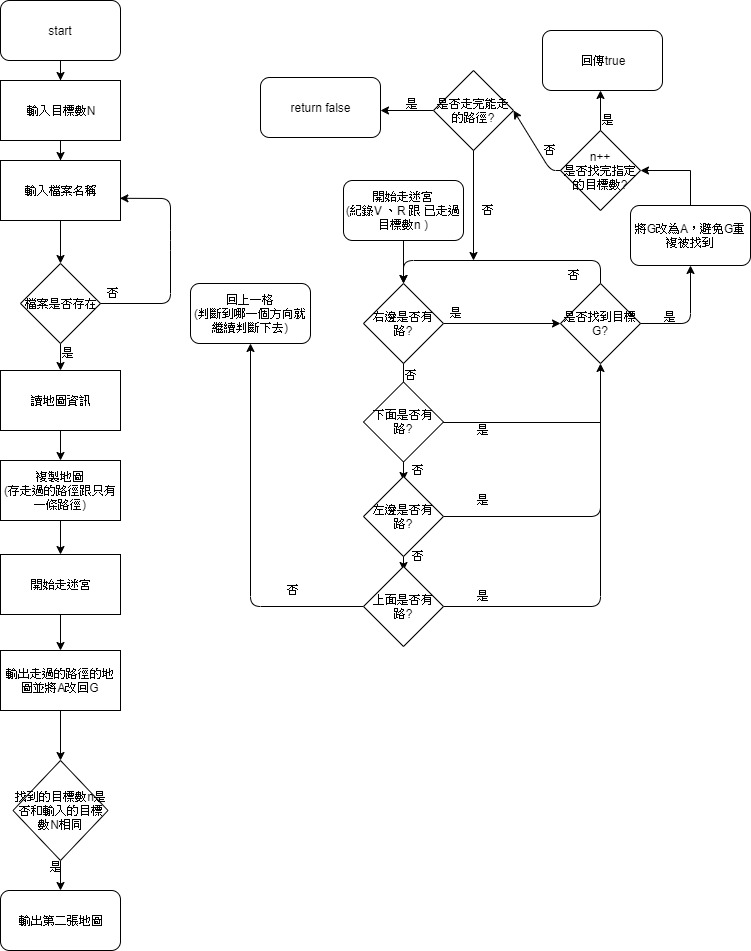 start
輸入目標數N
輸入檔案名稱
檔案是否存在
否
是
讀地圖資訊
複製地圖
(存走過的路徑跟只有
一條路徑)
開始走迷宮
輸出走過的路徑的地
圖並將A改回G
找到的目標數n是
否和輸入的目標
數N相同
是
輸出第二張地圖
回傳true
return false
是
是否走完能走
的路徑?
否
是
n++
是否找完指定
的目標數?
開始走迷宮
(紀錄V 、R 跟 已走過
目標數n )
否
將G改為A，避免G重
複被找到
回上一格
(判斷到哪一個方向就
繼續判斷下去)
否
右邊是否有
路?
是
是否找到目標
G?
是
否
下面是否有
路?
是
否
左邊是否有
路?
是
否
上面是否有
路?
是
否